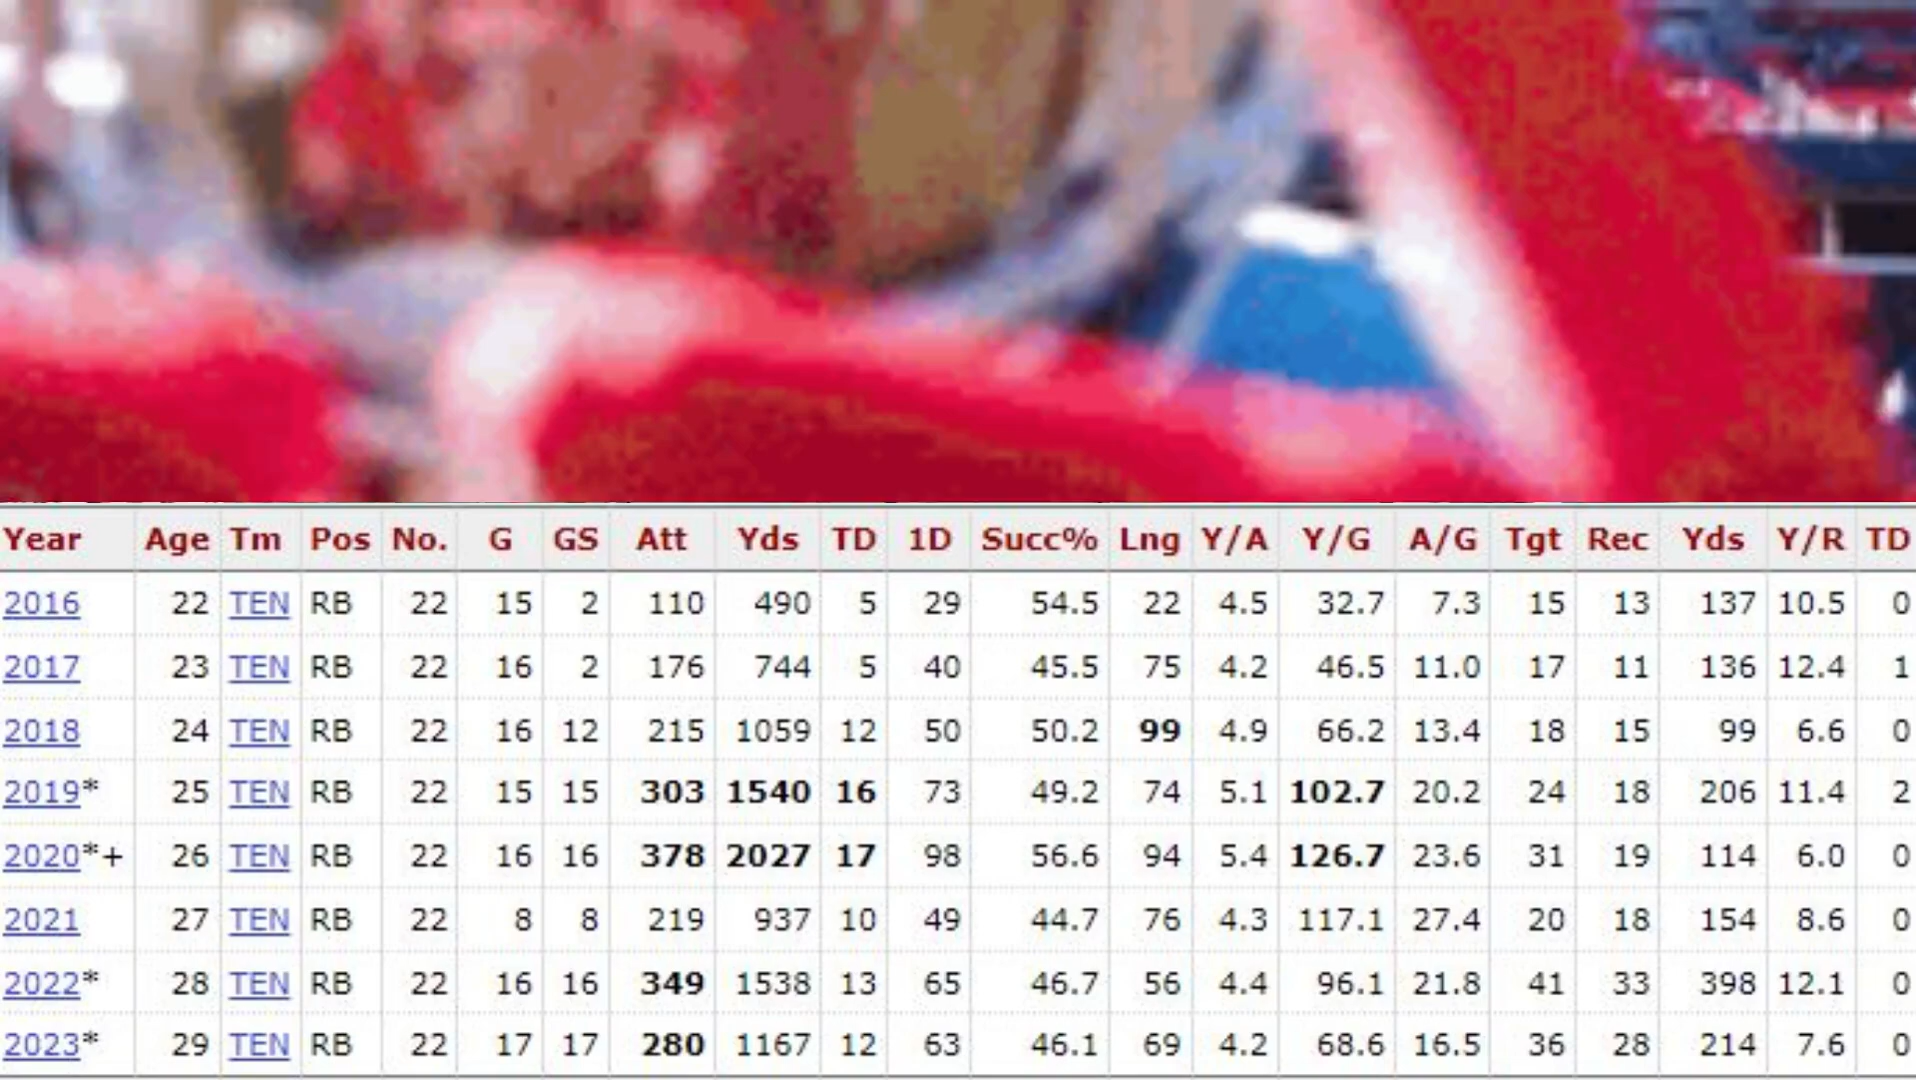 Year Age Tm Pos No. G GS Att Yds TD 1D Succ% Lng Y/A Y/G A/G Tgt Rec Yds Y/R TD
2016 22 TEN RB 22 15 2 110 490 5 29 54.5 22 4.5 32.7 7.3 15 13 137 10.5 0
2017 23 TEN RB 22 16 2 176 744 5 40 45.5 75 4.2 46.5 11.0 17 11 136 12.4 1
2018 24 TEN RB 22 16 12 215 1059 12 50 50.2 99 4.9 66.2 13.4 18 15 99 6.6 0
2019* 25 TEN RB 22 15 15 303 1540 16 73 49.2 74 5.1 102.7 20.2 24 18 206 11.4 2
2020*+ 26 TEN RB 22 16 16 378 2027 17 98 56.6 94 5.4 126.7 23.6 31 19 114 6.0 0
2021 27 TEN RB 22 8 8 219 937 10 49 44.7 76 4.3 117.1 27.4 20 18 154 8.6 0
2022* 28 TEN RB 22 16 16 349 1538 13 65 46.7 56 4.4 96.1 21.8 41 33 398 12.1 0
2023* 29 TEN RB 22 17 17 280 1167 12 63 46.1 69 4.2 68.6 16.5 36 28 214 7.6 0